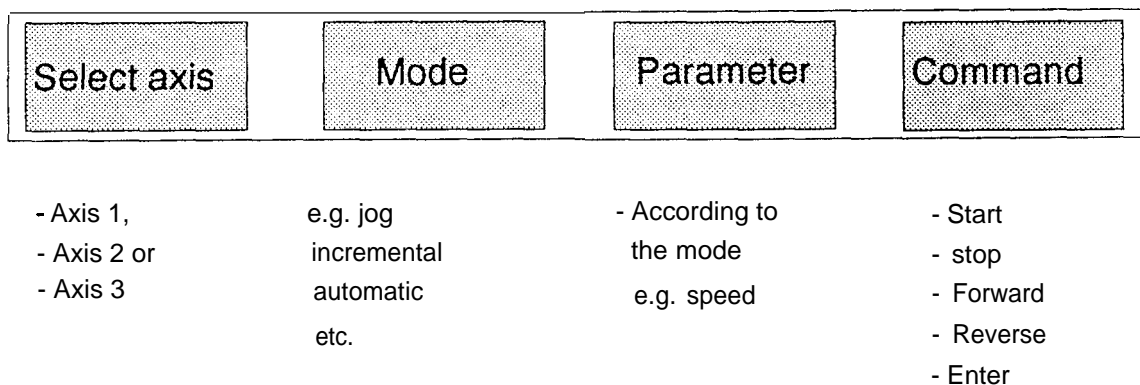 Select axis
Mode
Parameter
Command
- Axis 1,
- Axis 2 or
- Axis 3
e.g. jog
incremental
automatic
etc.
- According to
the mode
e.g. speed
- Start
- stop
- Forward
- Reverse
- Enter